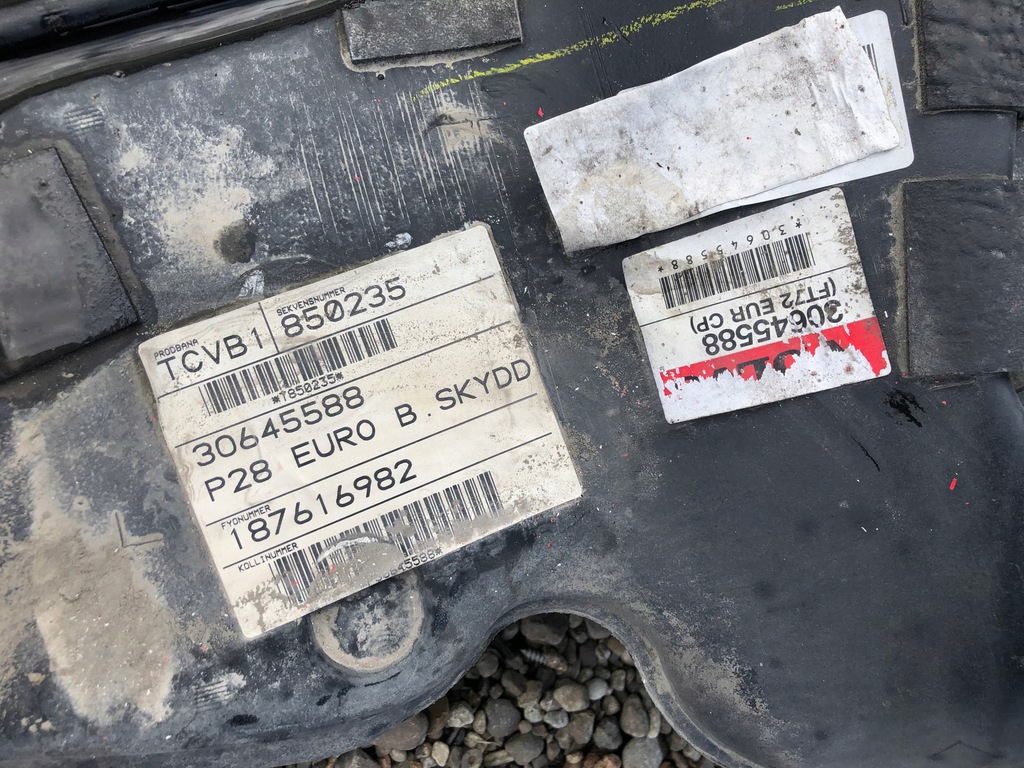 PRODBANA
TCVB1
SEKVENSNUMMER
850235
*T850235*
30645588
P28 EURO B.SKYDD
FYONUMMER
187616982
KOLLINUMMER
*30645588*
30645588
(FT72 EUR CP)